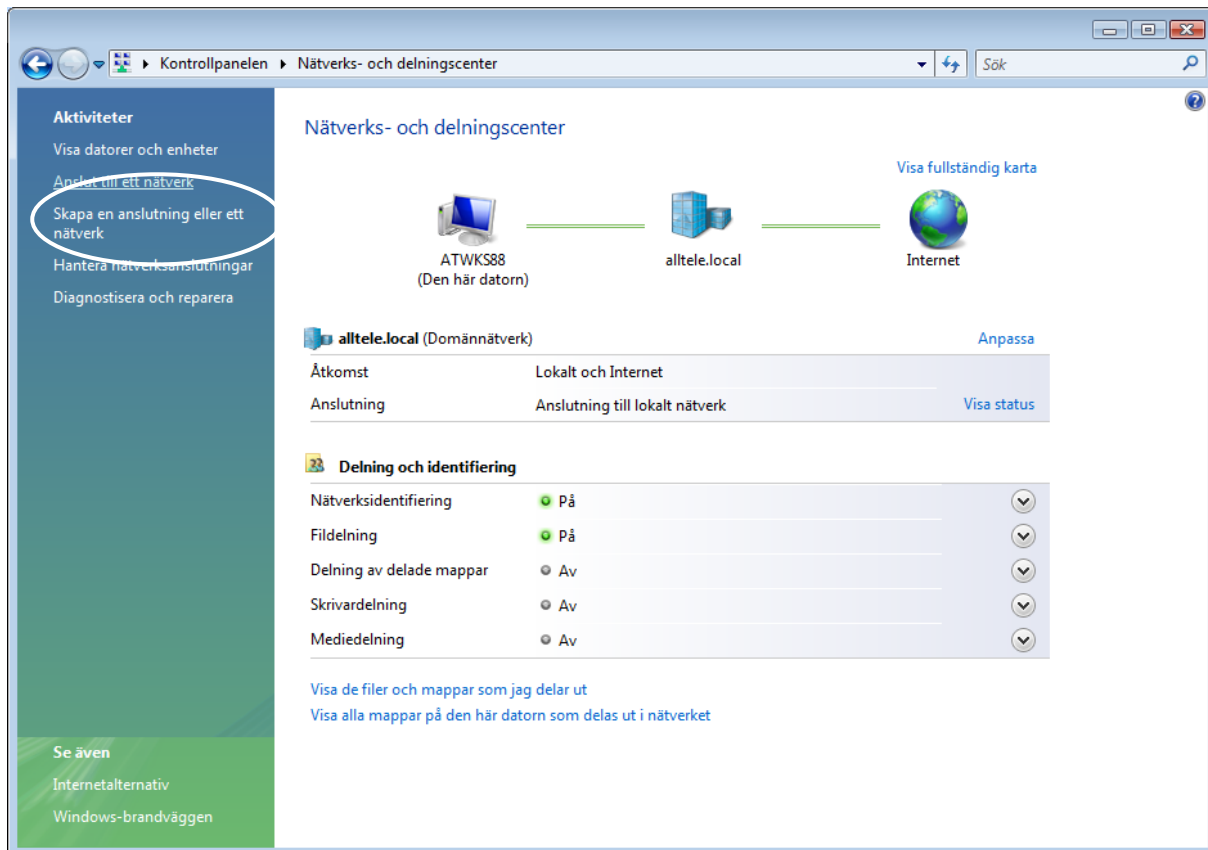 Kontrollpanelen
Nätverks- och delningscenter
Sök
Aktiviteter
Visa datorer och enheter
Anslut till ett nätverk
Skapa en anslutning eller ett
nätverk
Hantera nätverksanslutningar
Diagnostisera och reparera
Se även
Internetalternativ
Windows-brandväggen
Nätverks- och delningscenter
Visa fullständig karta
ATWKS88
(Den här datorn)
alltele.local
Internet
alltele.local (Domännätverk) Anpassa
Åtkomst Lokalt och Internet
Anslutning Anslutning till lokalt nätverk Visa status
Delning och identifiering
Nätverksidentifiering På
Fildelning På
Delning av delade mappar Av
Skrivardelning Av
Mediedelning Av
Visa de filer och mappar som jag delar ut
Visa alla mappar på den här datorn som delas ut i nätverket